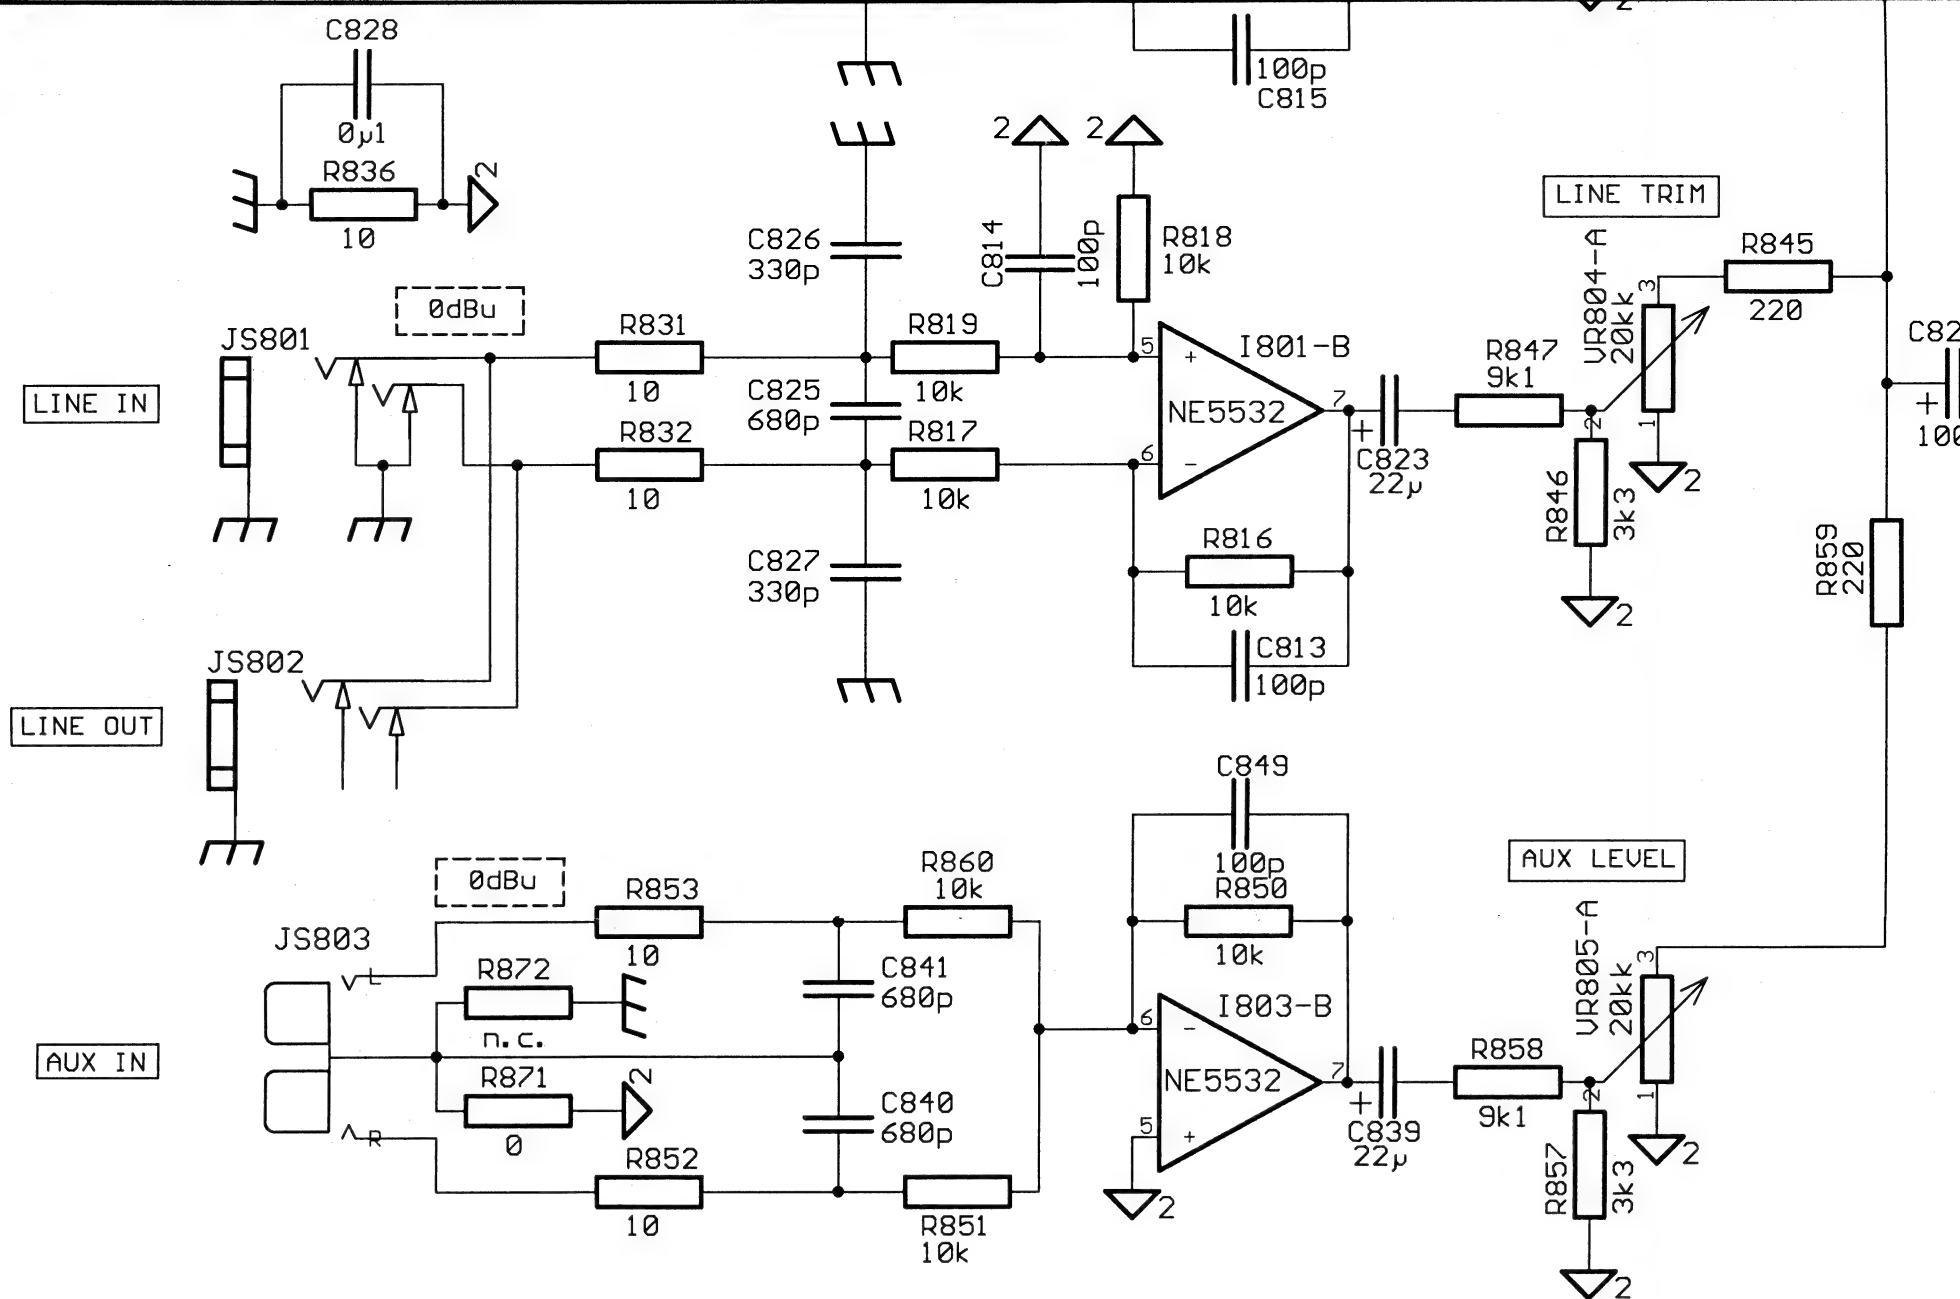 C828
0µ1
R836
10
2
100p
C815
2
2
2
C826
330p
C814
100p
R818
10k
LINE TRIM
VR804-A
20kk
3
2
1
R845
220
0dBu
JS801
LINE IN
R831
10
C825
680p
R832
10
R819
10k
R817
10k
5
+
6
-
I801-B
NE5532
7
+
C823
22µ
R847
9k1
R846
3k3
2
2
C82
+
100
R859
220
C827
330p
R816
10k
C813
100p
JS802
LINE OUT
C849
100p
R850
10k
AUX LEVEL
0dBu
JS803
L
R
AUX IN
R853
10
R872
n.c.
R871
0
2
R852
10
C841
680p
C840
680p
R860
10k
R851
10k
6
-
5
+
I803-B
NE5532
7
2
+
C839
22µ
R858
9k1
R857
3k3
2
VR805-A
20kk
3
2
1
2